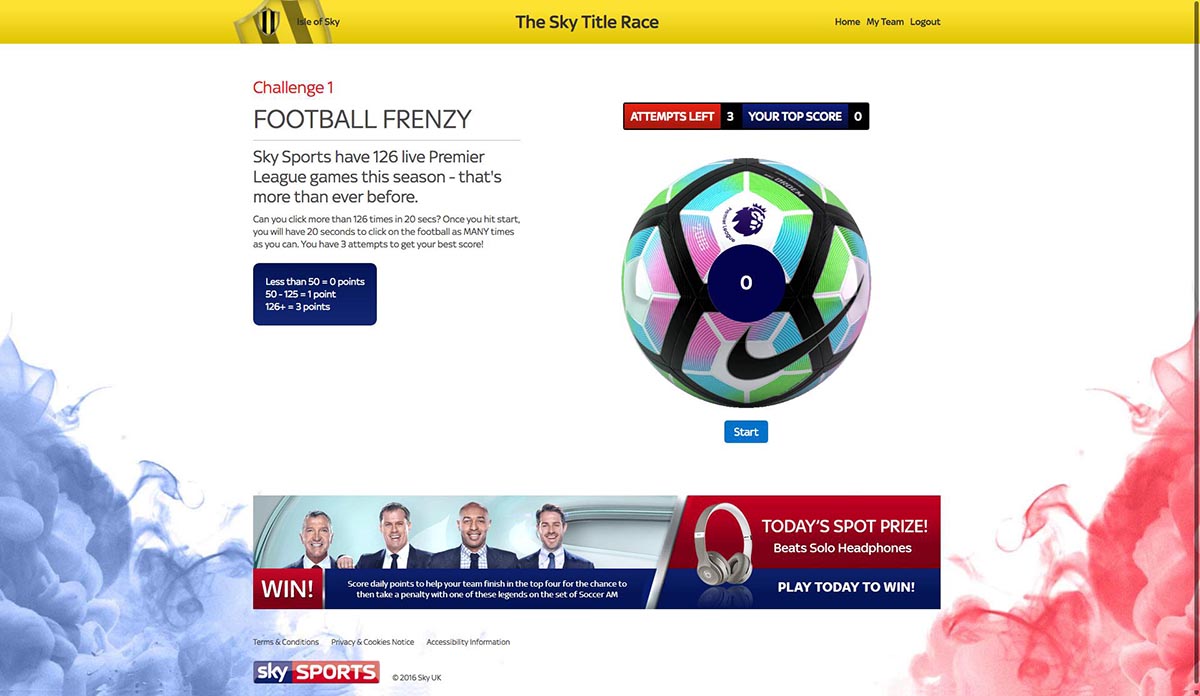 Isle of Sky
The Sky Title Race
Home My Team Logout
Challenge 1
FOOTBALL FRENZY
Sky Sports have 126 live Premier
League games this season - that's
more than ever before.
Can you click more than 126 times in 20 secs? Once you hit start,
you will have 20 seconds to click on the football as MANY times
as you can. You have 3 attempts to get your best score!
Less than 50 = 0 points
50 - 125 = 1 point
126+ = 3 points
ATTEMPTS LEFT 3 YOUR TOP SCORE 0
Premier League
0
Start
WIN!
Score daily points to help your team finish in the top four for the chance to
then take a penalty with one of these legends on the set of Soccer AM
TODAY'S SPOT PRIZE!
Beats Solo Headphones
PLAY TODAY TO WIN!
Terms & Conditions Privacy & Cookies Notice Accessibility Information
sky SPORTS © 2016 Sky UK